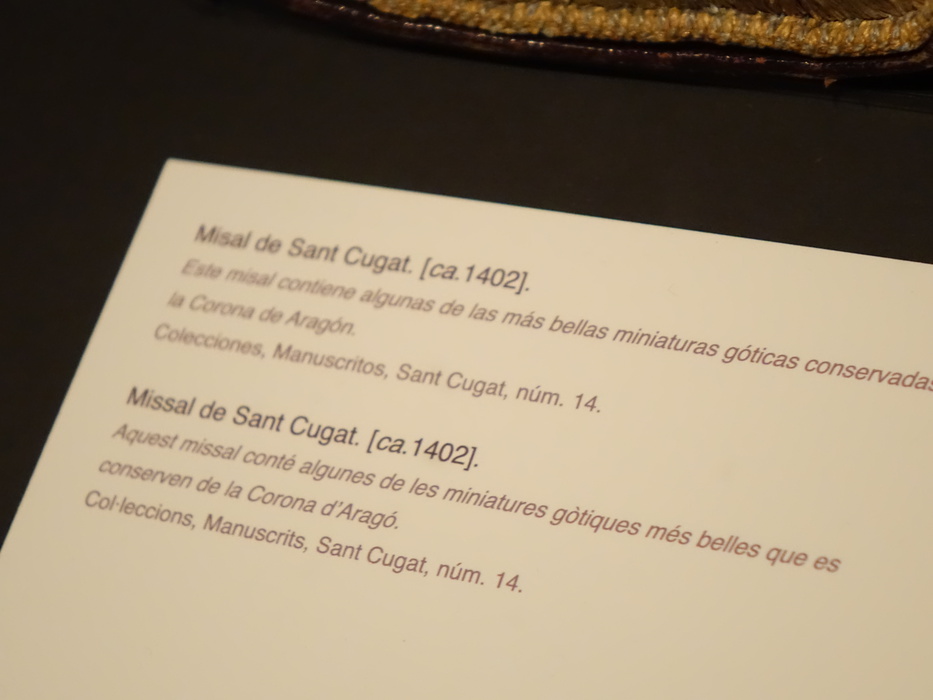 Misal de Sant Cugat. [ca.1402].
Este misal contiene algunas de las más bellas miniaturas góticas conservadas
la Corona de Aragón.
Colecciones, Manuscritos, Sant Cugat, núm. 14.
Missal de Sant Cugat. [ca.1402].
Aquest missal conté algunes de les miniatures gòtiques més belles que es
conserven de la Corona d'Aragó.
Col·leccions, Manuscrits, Sant Cugat, núm. 14.